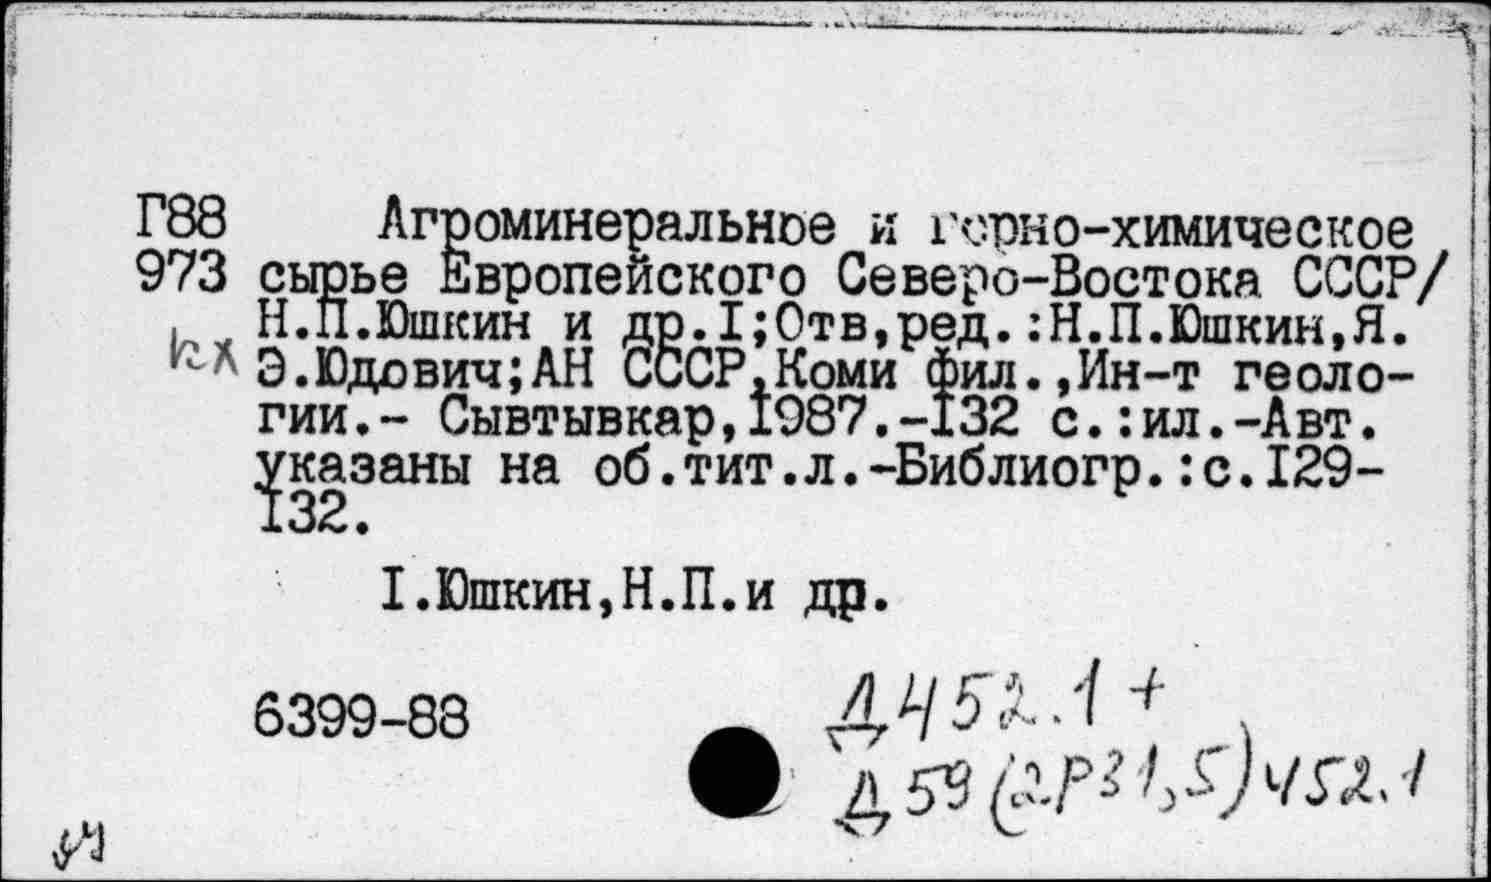 Г88 Агроминеральное и горно-химическое
973 сырье Европейского Северо-Востока СССР/
Н.П.Юшкин и др.I;Отв,ред.:Н.П.Юшкин,Я.
кх Э.Юдович;АН СССР,Коми фил.,Ин-т геоло-
гии.- Сывтывкар,1987.-132 с.:ил.-Авт.
указаны на об.тит.л.-Библиогр.:с.129-
132.
I.Юшкин,Н.П.и др.
6399-88
Д452.1+
Д59(2Р31,5)452.1